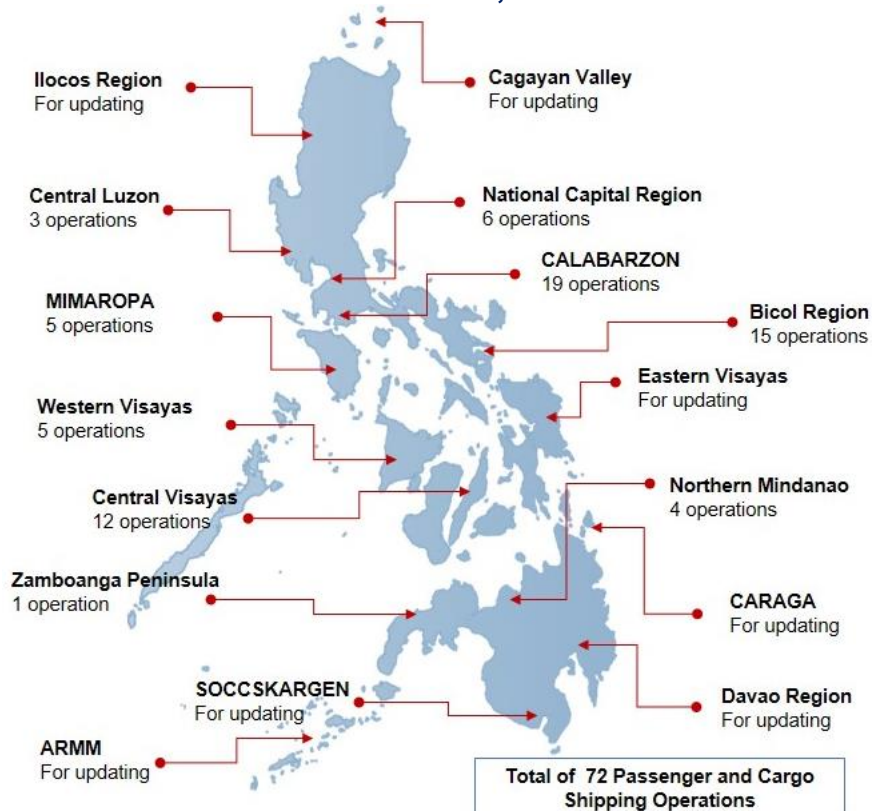 Ilocos Region
For updating
Cagayan Valley
For updating
Central Luzon
3 operations
National Capital Region
6 operations
CALABARZON
19 operations
MIMAROPA
5 operations
Bicol Region
15 operations
Eastern Visayas
For updating
Western Visayas
5 operations
Northern Mindanao
4 operations
Central Visayas
12 operations
Zamboanga Peninsula
1 operation
CARAGA
For updating
SOCCSKARGEN
For updating
Davao Region
For updating
ARMM
For updating
Total of 72 Passenger and Cargo
Shipping Operations